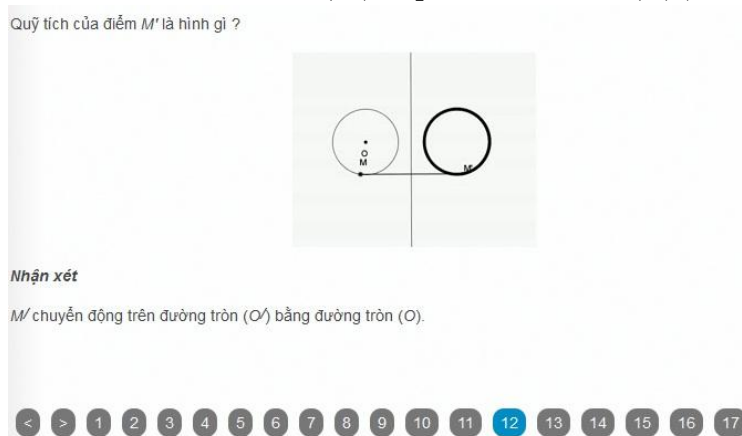 Quỹ tích của điểm M' là hình gì ?
O
M
M'
Nhận xét
M/ chuyển động trên đường tròn (O/) bằng đường tròn (O).
< > 1 2 3 4 5 6 7 8 9 10 11 12 13 14 15 16 17